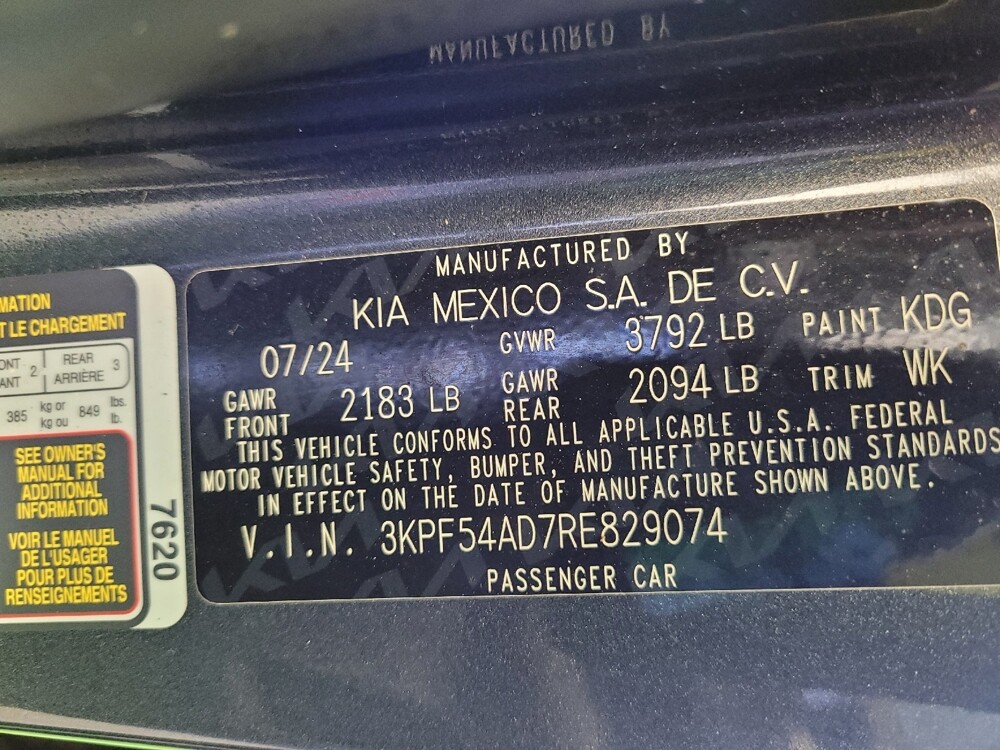 MANUFACTURED BY
MANUFACTURED BY
KIA MEXICO S.A. DE C.V.
07/24 GVWR 3792 LB PAINT KDG
GAWR FRONT 2183 LB GAWR REAR 2094 LB TRIM WK
THIS VEHICLE CONFORMS TO ALL APPLICABLE U.S.A. FEDERAL
MOTOR VEHICLE SAFETY, BUMPER, AND THEFT PREVENTION STANDARDS
IN EFFECT ON THE DATE OF MANUFACTURE SHOWN ABOVE.
V.I.N. 3KPF54AD7RE829074
PASSENGER CAR
MATION
T LE CHARGEMENT
ONT 2 REAR 3
ANT ARRIÈRE
385 kg or 849 lbs.
kg ou lb.
SEE OWNER'S
MANUAL FOR
ADDITIONAL
INFORMATION
VOIR LE MANUEL
DE L'USAGER
POUR PLUS DE
RENSEIGNEMENTS
7620